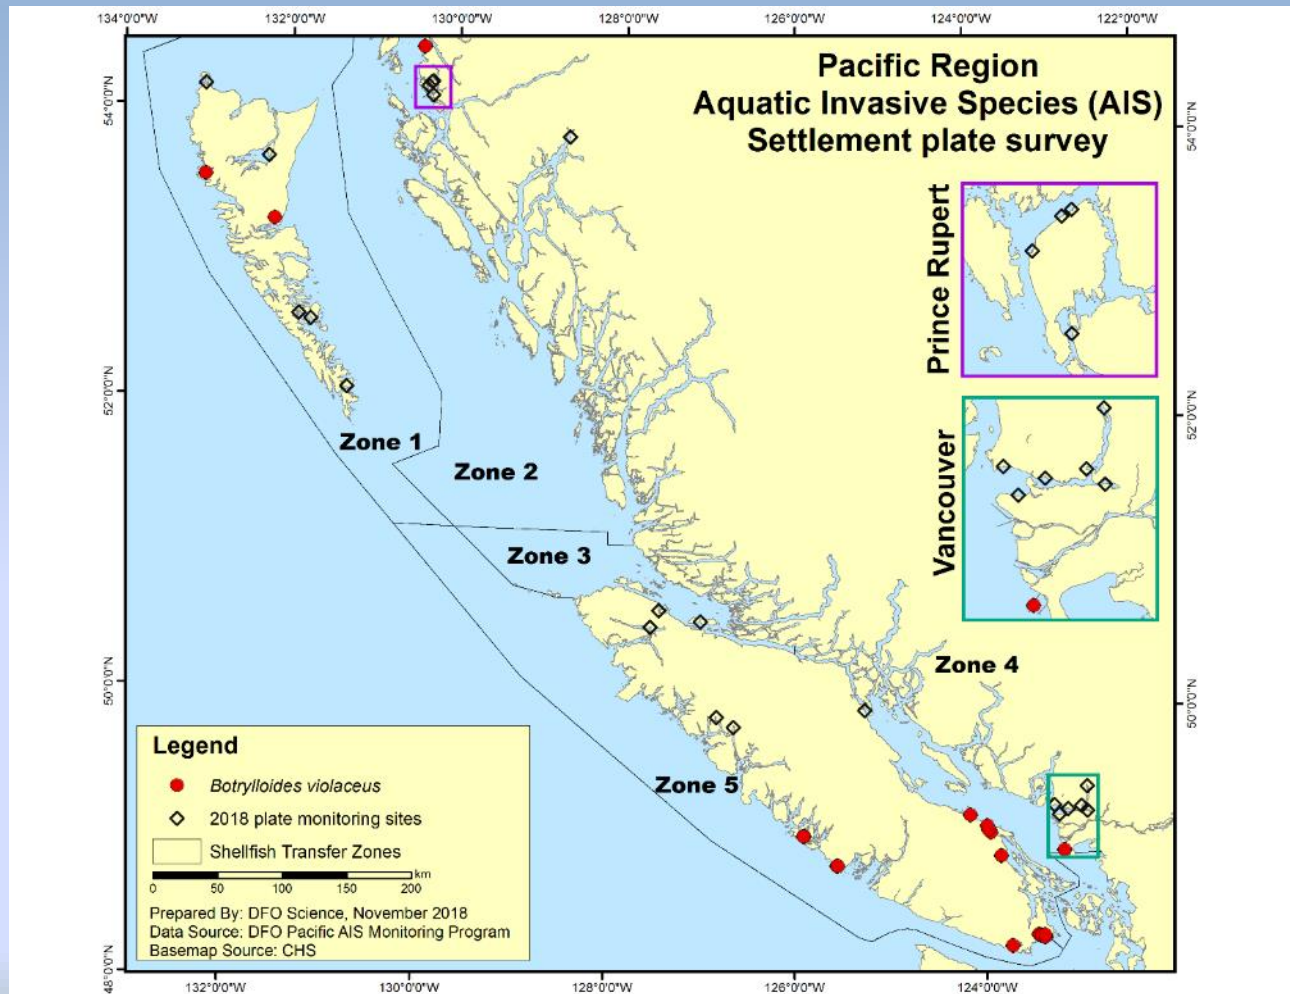 134°0'0"W
132°0'0"W
130°0'0"W
128°0'0"W
126°0'0"W
124°0'0"W
122°0'0"W
Pacific Region
Aquatic Invasive Species (AIS)
Settlement plate survey
54°0'0"N
54°0'0"N
Prince Rupert
52°0'0"N
52°0'0"N
Zone 1
Zone 2
Vancouver
Zone 3
Zone 4
50°0'0"N
50°0'0"N
Zone 5
Legend
Botrylloides violaceus
2018 plate monitoring sites
Shellfish Transfer Zones
km
0 50 100 150 200
Prepared By: DFO Science, November 2018
Data Source: DFO Pacific AIS Monitoring Program
Basemap Source: CHS
48°0'0"N
132°0'0"W
130°0'0"W
128°0'0"W
126°0'0"W
124°0'0"W